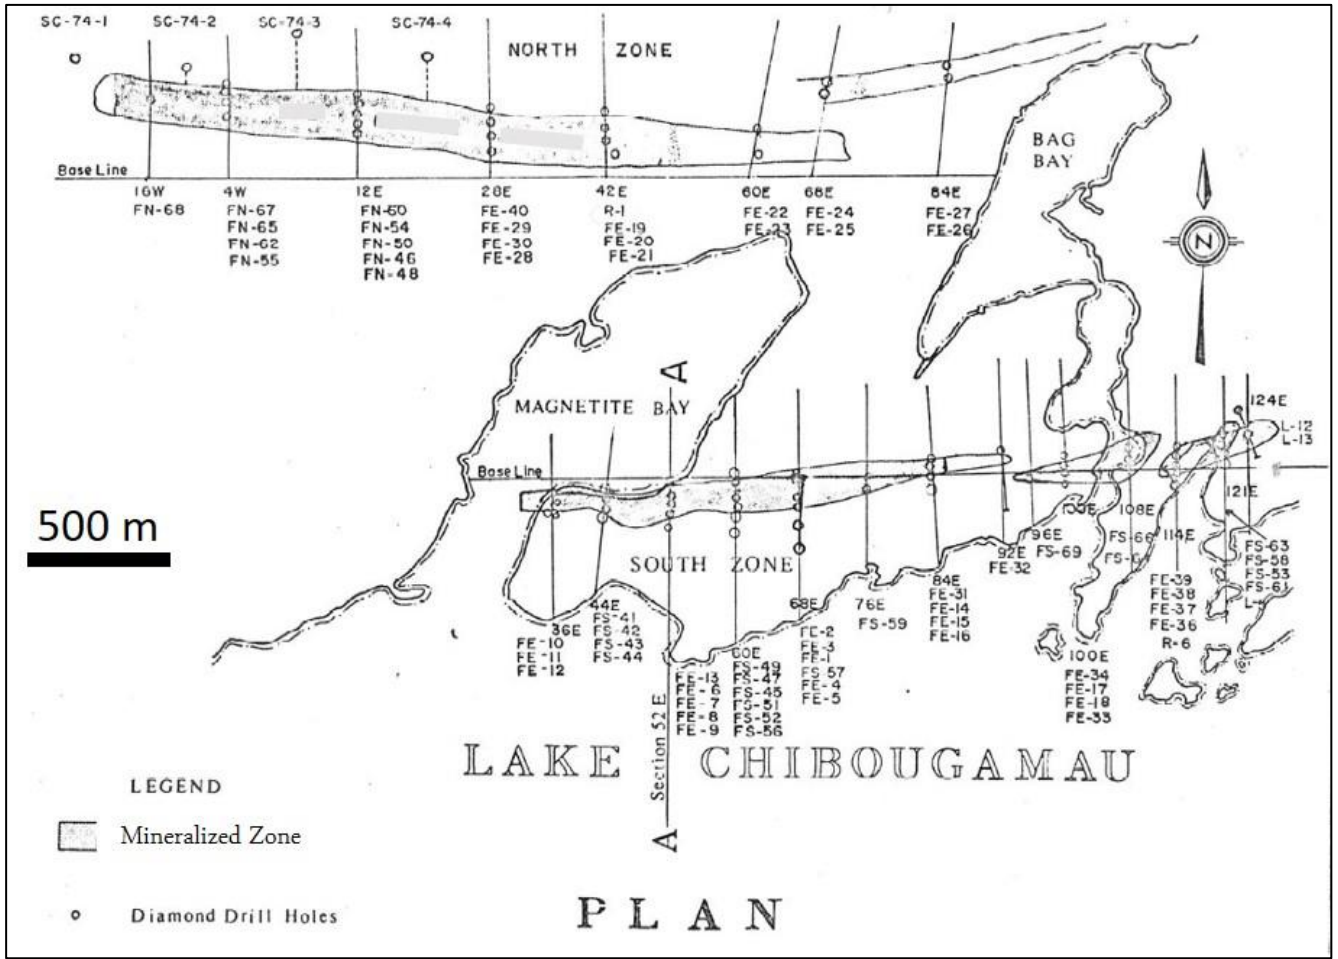 SC-74-1 SC-74-2 SC-74-3 SC-74-4
NORTH ZONE
BAG
BAY
Base Line
16W 4W 12E 28E 42E 60E 68E 84E
FN-68 FN-67 FN-60 FE-40 R-1 FE-22 FE-24 FE-27
FN-65 FN-54 FE-29 FE-19 FE-23 FE-25 FE-26
FN-62 FN-50 FE-30 FE-20
FN-55 FN-46 FE-28 FE-21
FN-48
N
A
MAGNETITE BAY
124E
L-12
L-13
Base Line
500 m
121E
100E 108E
96E FS-66 114E
92E FS-69
FE-32
SOUTH ZONE
FS-63
FS-58
FS-53
FS-61
36E
FE-10
FE-11
FE-12
44E
FS-41
FS-42
FS-43
FS-44
Section 52E
FE-13
FE-6
FE-7
FE-8
FE-9
60E
FS-49
FS-47
FS-45
FS-51
FS-52
FS-56
68E
FE-2
FE-3
FE-1
FS 57
FE-4
FE-5
76E
FS-59
84E
FE-31
FE-14
FE-15
FE-16
100E
FE-34
FE-17
FE-18
FE-33
FE-39
FE-38
FE-37
FE-36
R-6
LAKE CHIBOUGAMAU
A
LEGEND
Mineralized Zone
Diamond Drill Holes
PLAN